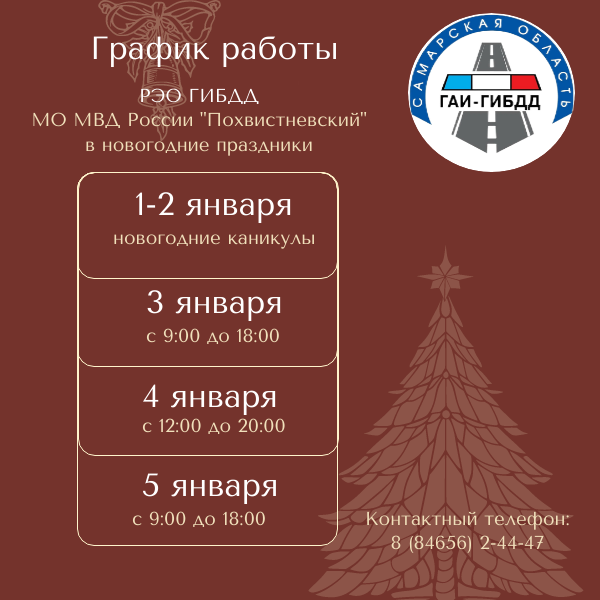 График работы
РЭО ГИБДД
МО МВД России "Похвистневский"
в новогодние праздники
САМАРСКАЯ ОБЛАСТЬ
ГАИ-ГИБДД
1-2 января
новогодние каникулы
3 января
с 9:00 до 18:00
4 января
с 12:00 до 20:00
5 января
с 9:00 до 18:00
Контактный телефон:
8 (84656) 2-44-47